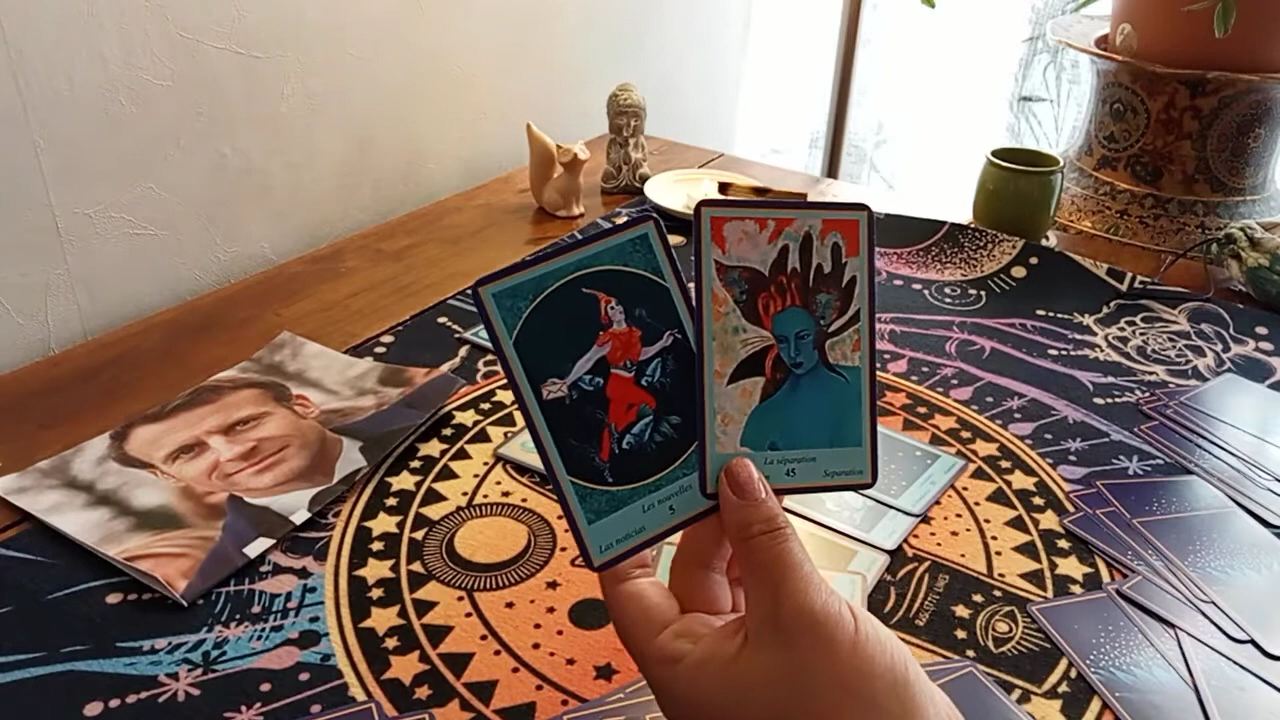 Les nouvelles
5
Las noticias
La séparation
45
Separation